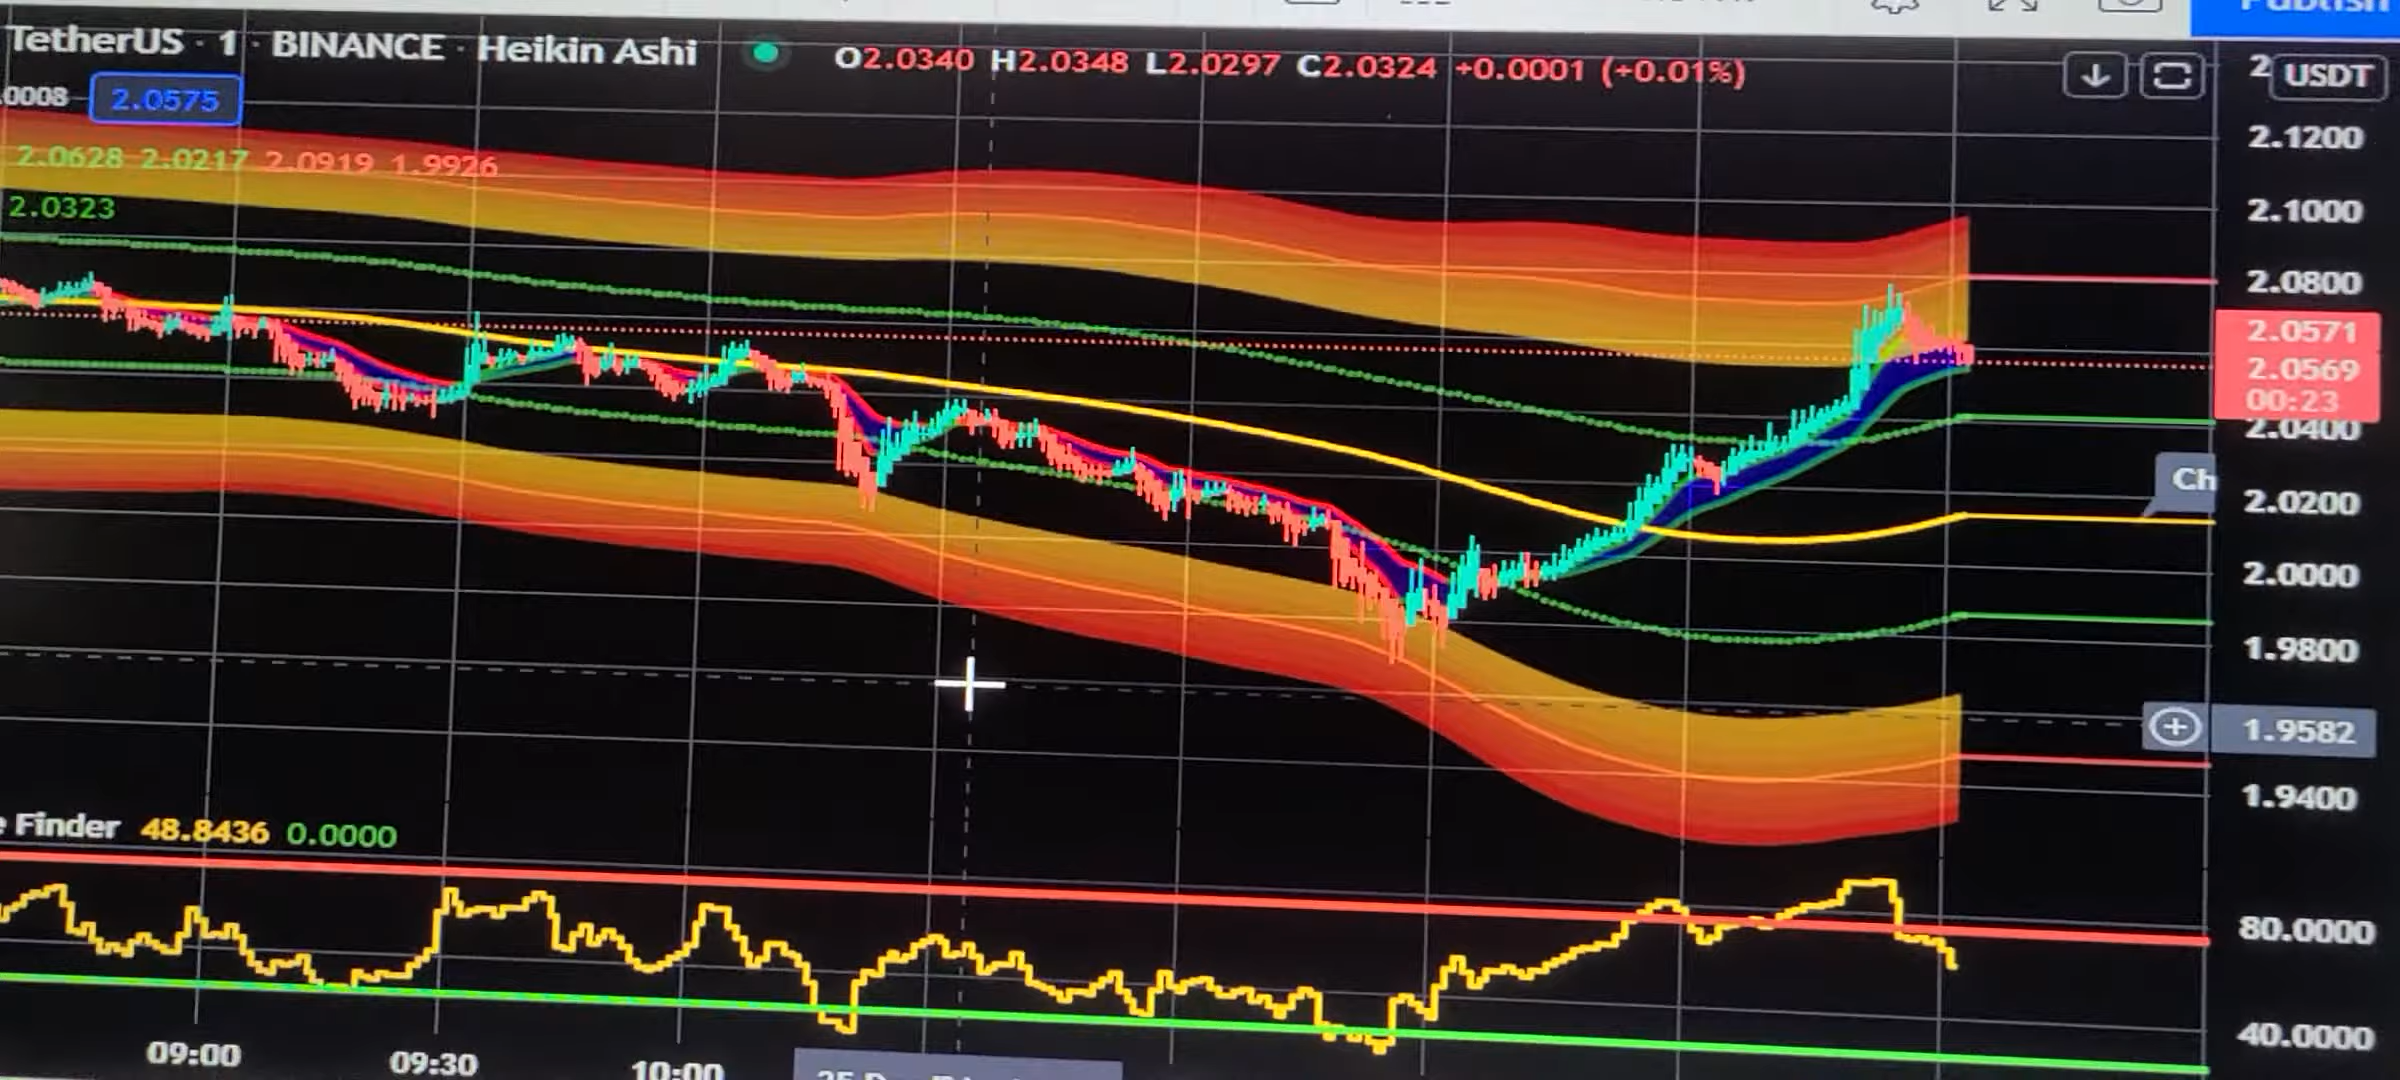 TetherUS · 1 · BINANCE · Heikin Ashi O2.0340 H2.0348 L2.0297 C2.0324 +0.0001 (+0.01%)
.0008 2.0575
2.0628 2.0217 2.0919 1.9926
2.0323
Publish
USDT
2.1200
2.1000
2.0800
2.0571
2.0569
00:23
2.0400
Ch
2.0200
2.0000
1.9800
1.9582
1.9400
Finder 48.8436 0.0000
80.0000
40.0000
09:00 09:30 10:00